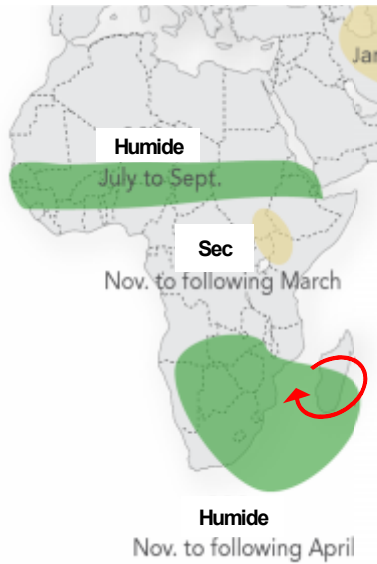 Jan
Humide
July to Sept.
Sec
Nov. to following March
Humide
Nov. to following April